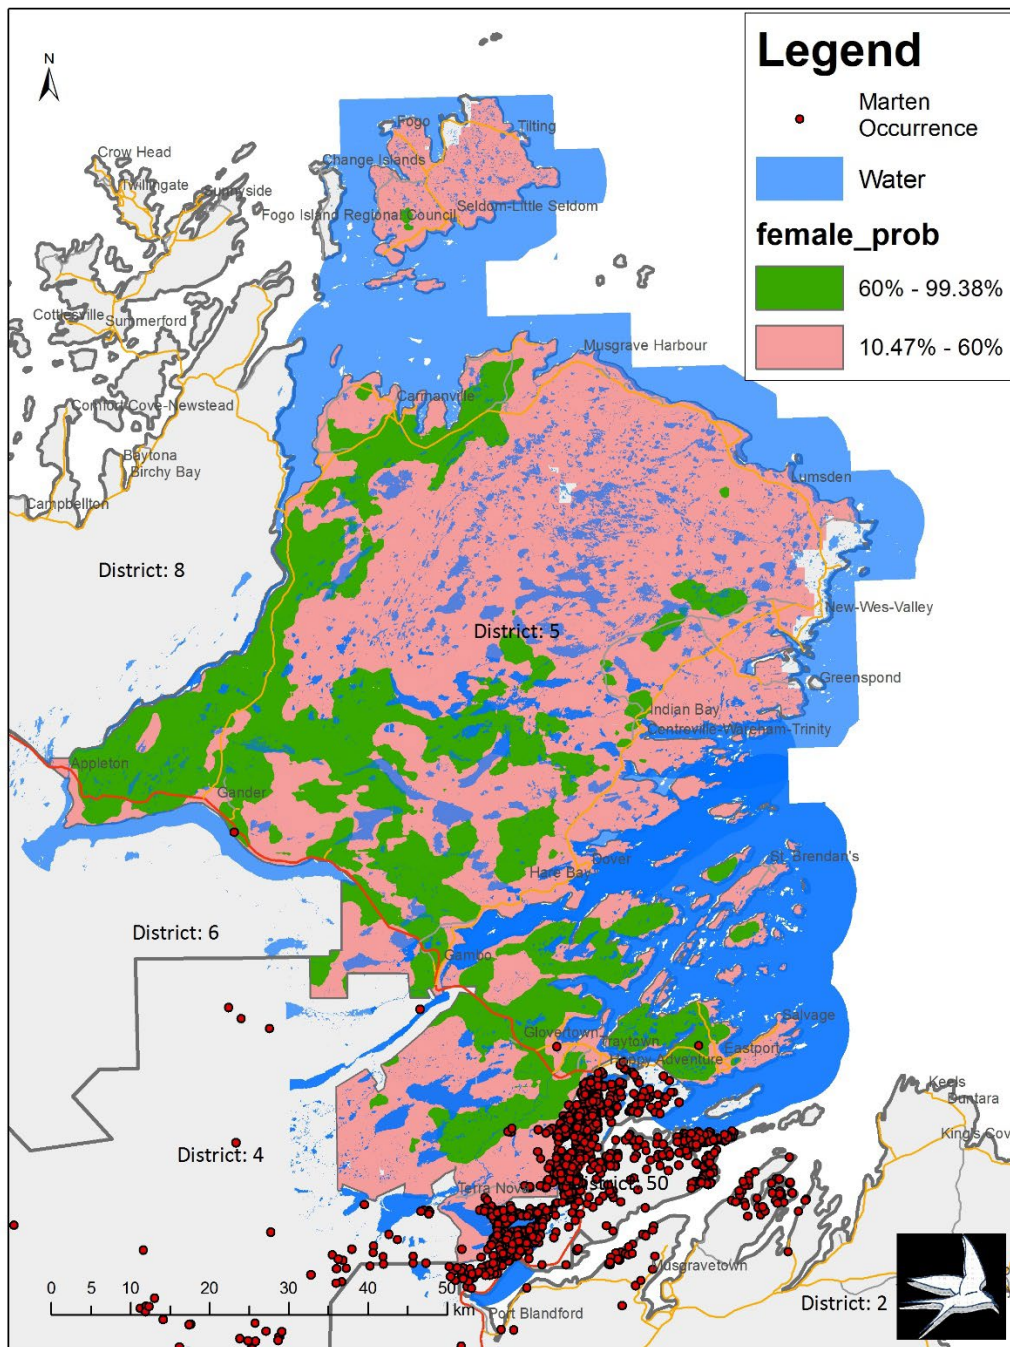 N
Legend
Marten
Occurrence
Water
female_prob
60% - 99.38%
10.47% - 60%
Fogo
Tilting
Crow Head
Change Islands
Twillingate
Sunnyside
Seldom-Little Seldom
Fogo Island Regional Council
Cottlesville
Summerford
Musgrave Harbour
Carmanville
Comfort Cove-Newstead
Baytona
Birchy Bay
Lumsden
Campbellton
District: 8
New-Wes-Valley
District: 5
Greenspond
Indian Bay
Centreville-Wareham-Trinity
Appleton
Gander
Dover
St. Brendan's
Hare Bay
District: 6
Gambo
Salvage
Glovertown
Traytown
Eastport
Happy Adventure
Keels
Duntara
King's Cov
District: 4
District: 50
Terra Nova
Musgravetown
0 5 10 20 30 40 50
km
Port Blandford
District: 2